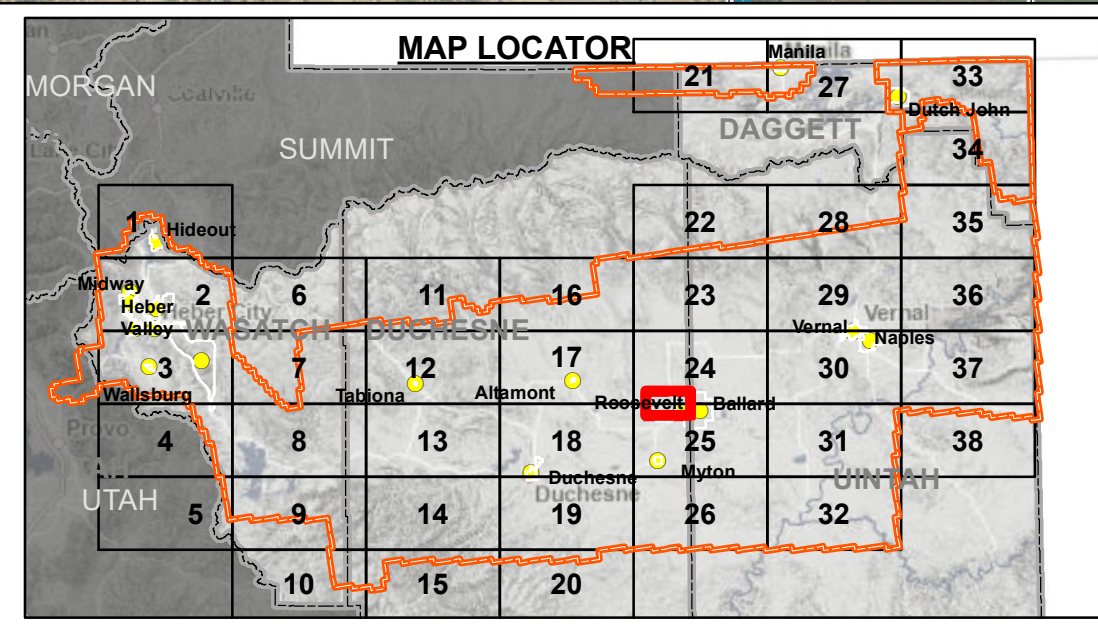 MAP LOCATOR
Manila
Manila
21
27
33
MORGAN
Coalville
Dutch John
DAGGETT
SUMMIT
34
1
Hideout
22
28
35
Midway
2
6
11
16
23
29
36
Heber
Valley
Heber City
WASATCH
DUCHESNE
Vernal
Vernal
Naples
3
7
12
17
24
30
37
Wallsburg
Tabiona
Altamont
Roosevelt
Ballard
Provo
4
8
13
18
25
31
38
Duchesne
Duchesne
Myton
UINTAH
UTAH
5
9
14
19
26
32
10
15
20